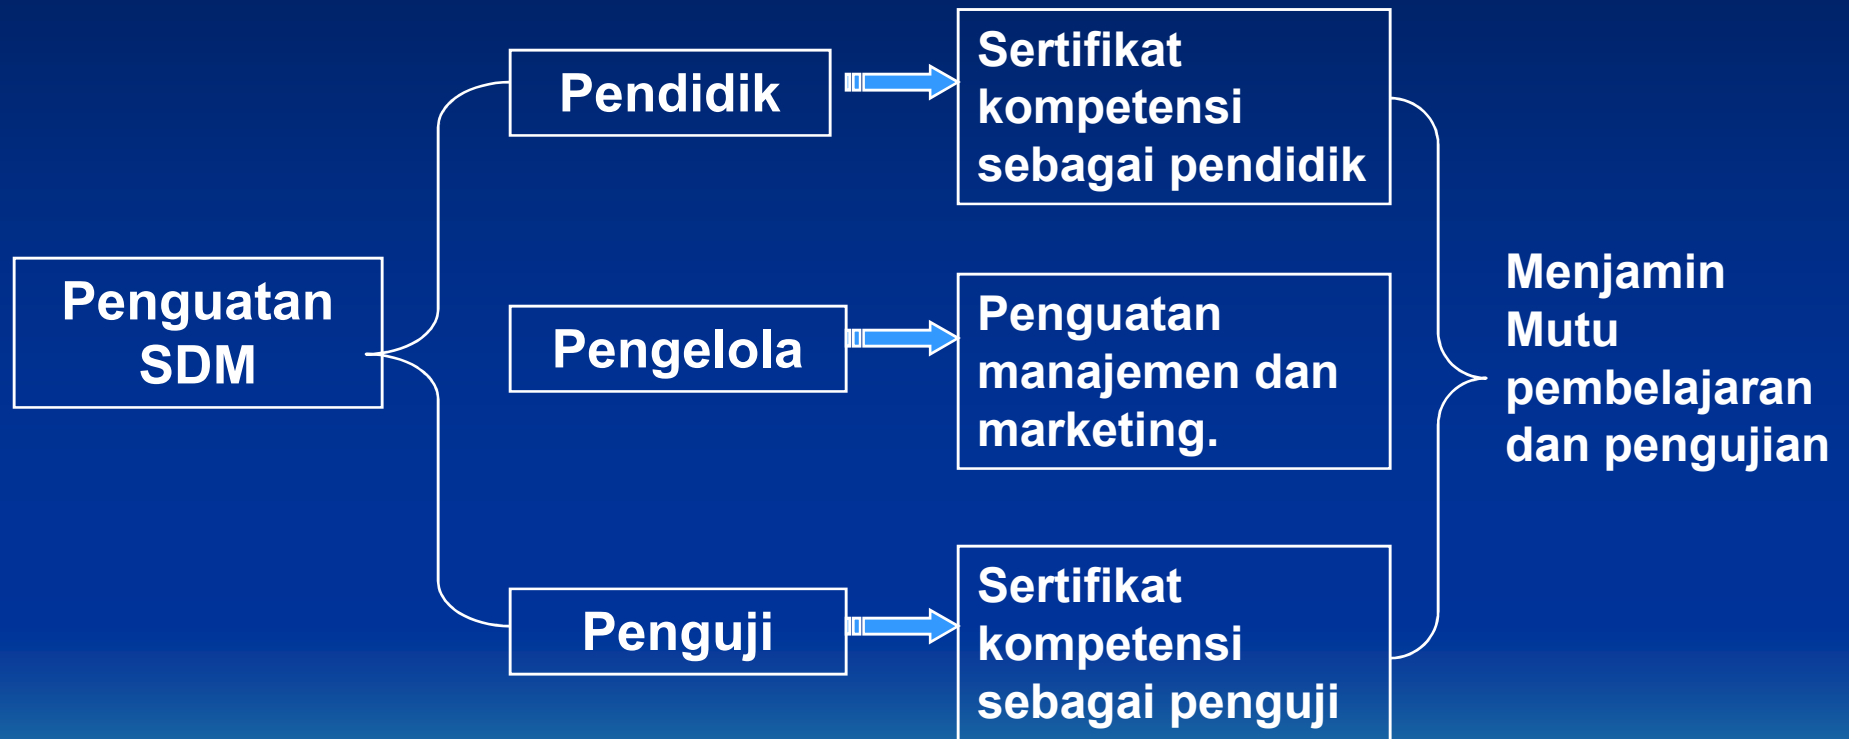 Penguatan
SDM
Pendidik
Sertifikat
kompetensi
sebagai pendidik
Pengelola
Penguatan
manajemen dan
marketing.
Penguji
Sertifikat
kompetensi
sebagai penguji
Menjamin
Mutu
pembelajaran
dan pengujian